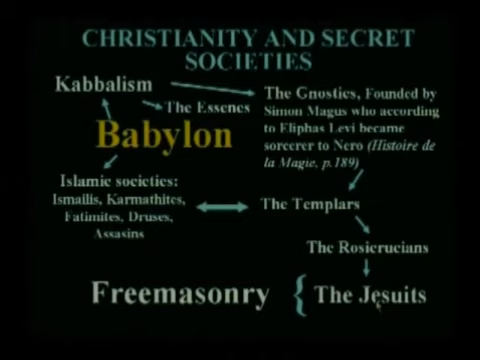 CHRISTIANITY AND SECRET
SOCIETIES
Kabbalism
The Essenes
The Gnostics, Founded by
Simon Magus who according
to Eliphas Levi became
sorcerer to Nero (Histoire de
la Magie, p.189)
Babylon
Islamic societies:
Ismailis, Karmathites,
Fatimites, Druses,
Assasins
The Templars
The Rosicrucians
Freemasonry { The Jesuits